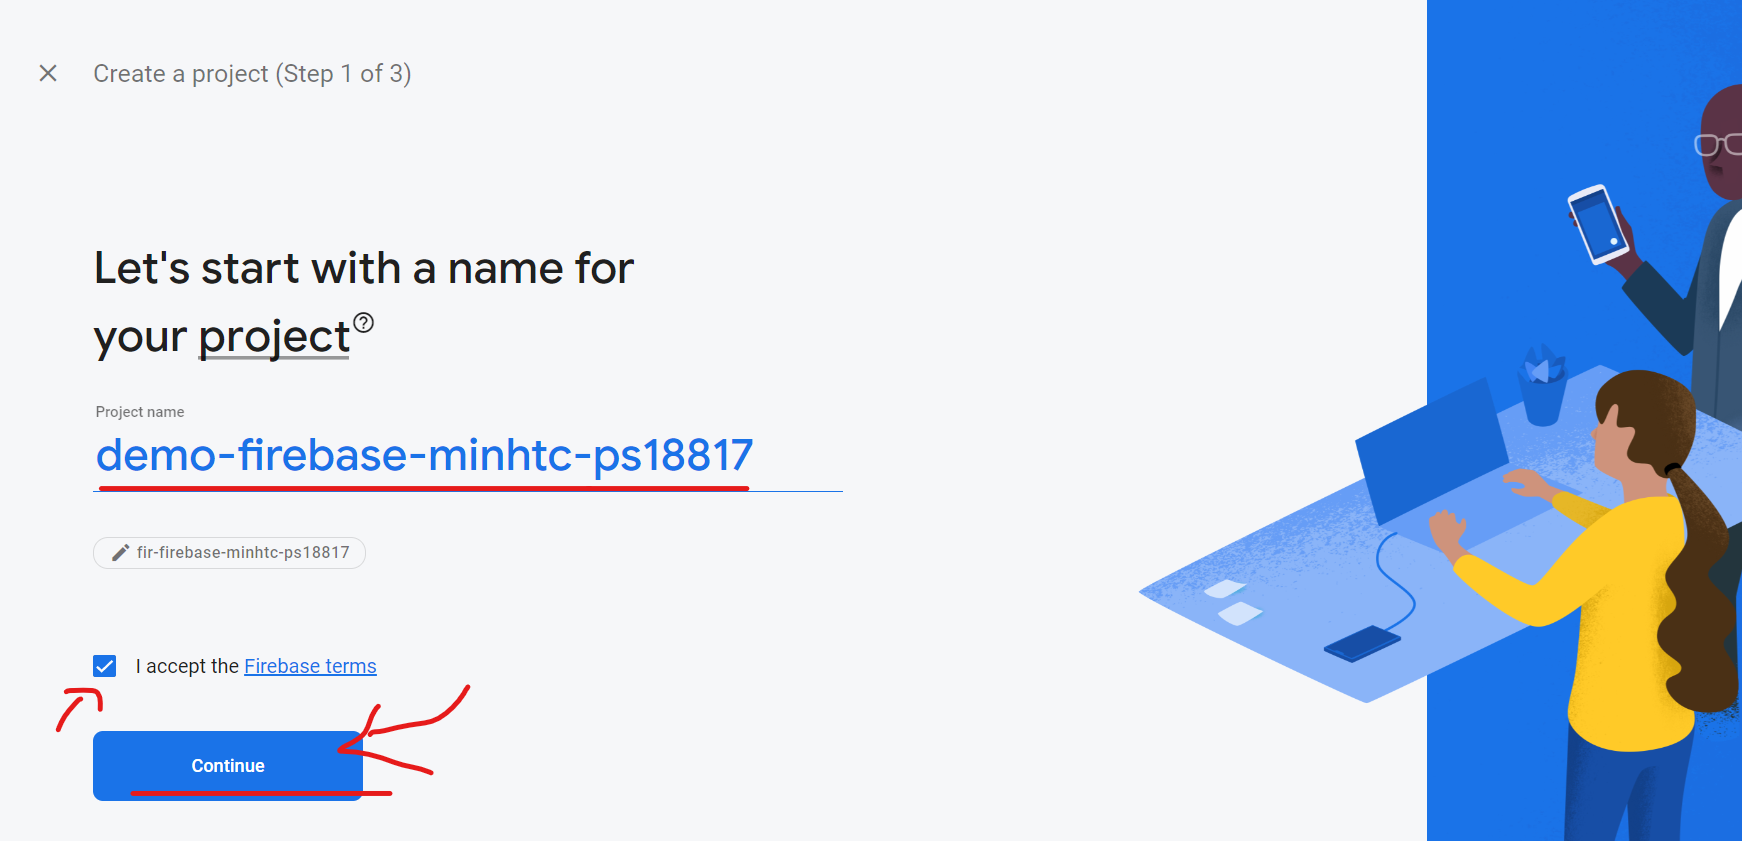 Create a project (Step 1 of 3)
Let's start with a name for
your project
Project name
demo-firebase-minhtc-ps18817
fir-firebase-minhtc-ps18817
I accept the Firebase terms
Continue